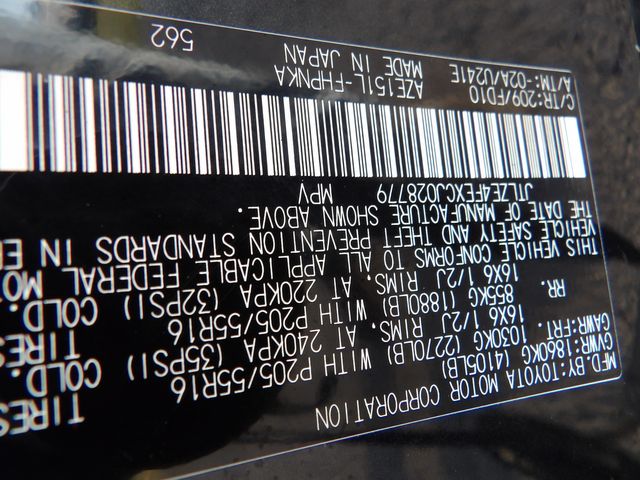 MFD.BY:TOYOTA MOTOR CORPORATION
GVWR:1860KG (4105LB)
GAWR:FRT. 1030KG (2270LB) WITH P205/55R16 TIRES
16X6 1/2J RIMS. AT 240KPA (35PSI) COLD.
RR. 855KG (1880LB) WITH P205/55R16 TIRES
16X6 1/2J RIMS. AT 220KPA (32PSI) COLD.
THIS VEHICLE CONFORMS TO ALL APPLICABLE FEDERAL
VEHICLE SAFETY AND THEFT PREVENTION STANDARDS IN
THE DATE OF MANUFACTURE SHOWN ABOVE.
JTLZE4FEXCJ028779 MPV
C/TR:209/FD10 AZE151L-FHPNKA
A/TM:-02A/U241E MADE IN JAPAN 562